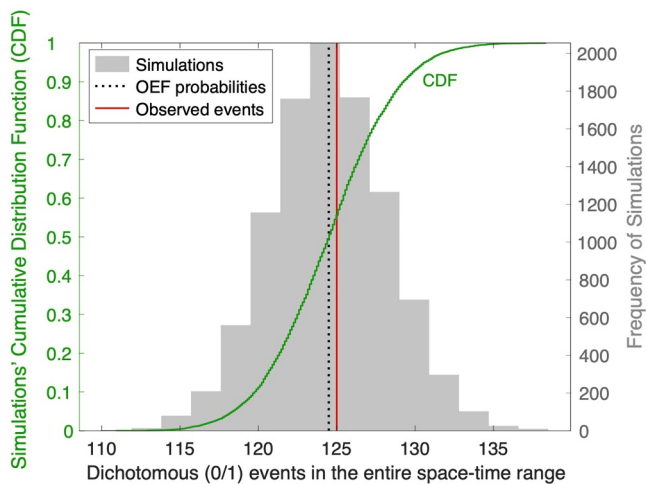 Simulations' Cumulative Distribution Function (CDF)
1
0.9
0.8
0.7
0.6
0.5
0.4
0.3
0.2
0.1
0
Simulations
OEF probabilities
Observed events
CDF
2000
1800
1600
1400
1200
1000
800
600
400
200
0
Frequency of Simulations
110 115 120 125 130 135
Dichotomous (0/1) events in the entire space-time range